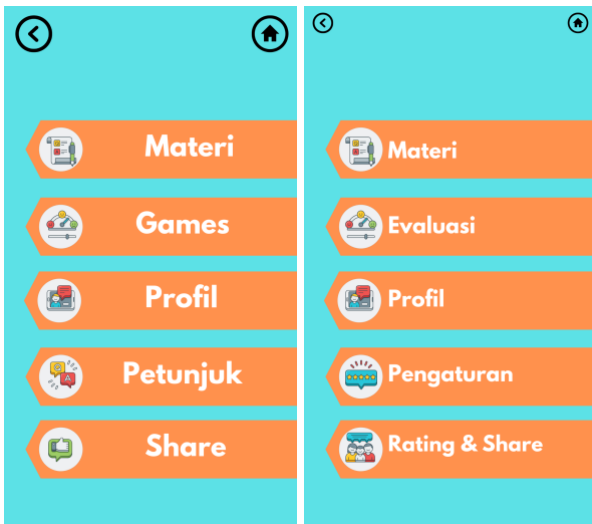 Materi
Games
Profil
Petunjuk
Share
Materi
Evaluasi
Profil
Pengaturan
Rating & Share